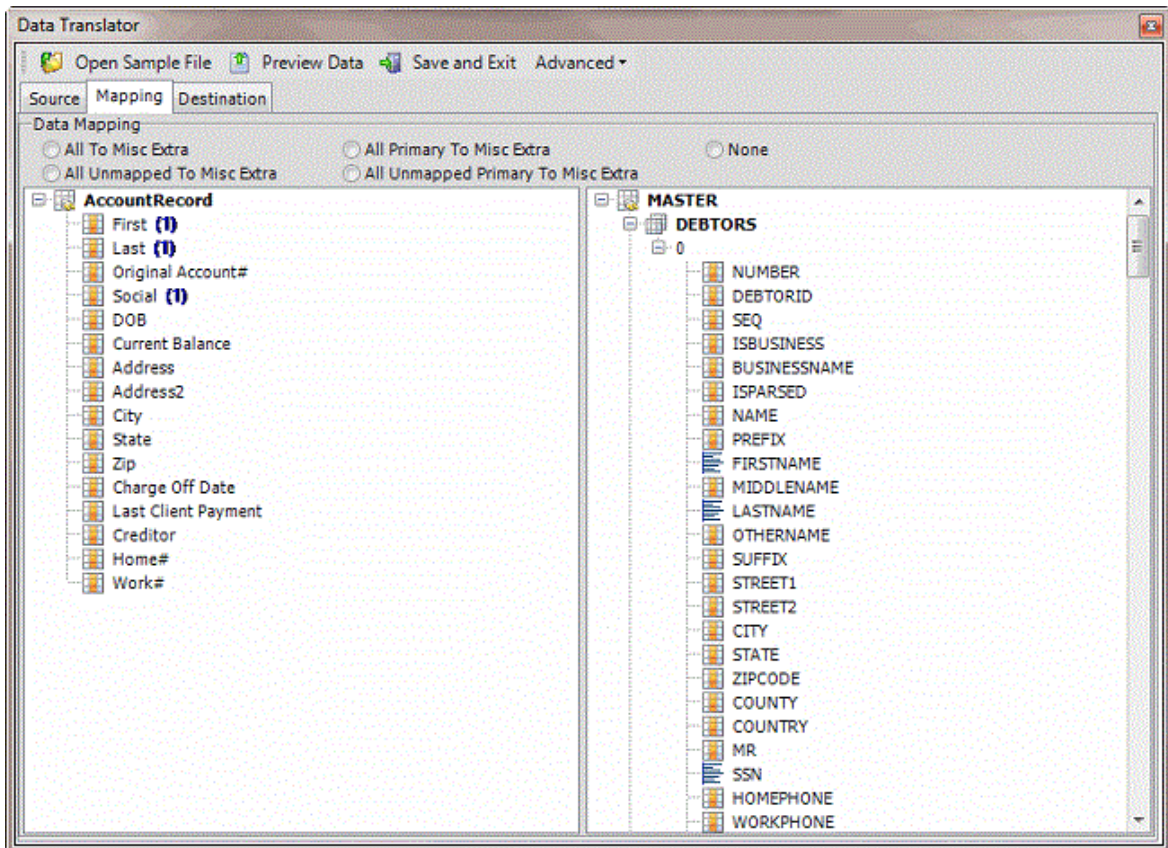 Data Translator
Open Sample File Preview Data Save and Exit Advanced
Source Mapping Destination
Data Mapping
All To Misc Extra All Primary To Misc Extra None
All Unmapped To Misc Extra All Unmapped Primary To Misc Extra
AccountRecord
First (1)
Last (1)
Original Account#
Social (1)
DOB
Current Balance
Address
Address2
City
State
Zip
Charge Off Date
Last Client Payment
Creditor
Home#
Work#
MASTER
DEBTORS
0
NUMBER
DEBTORID
SEQ
ISBUSINESS
BUSINESSNAME
ISPARSED
NAME
PREFIX
FIRSTNAME
MIDDLENAME
LASTNAME
OTHERNAME
SUFFIX
STREET1
STREET2
CITY
STATE
ZIPCODE
COUNTY
COUNTRY
MR
SSN
HOMEPHONE
WORKPHONE